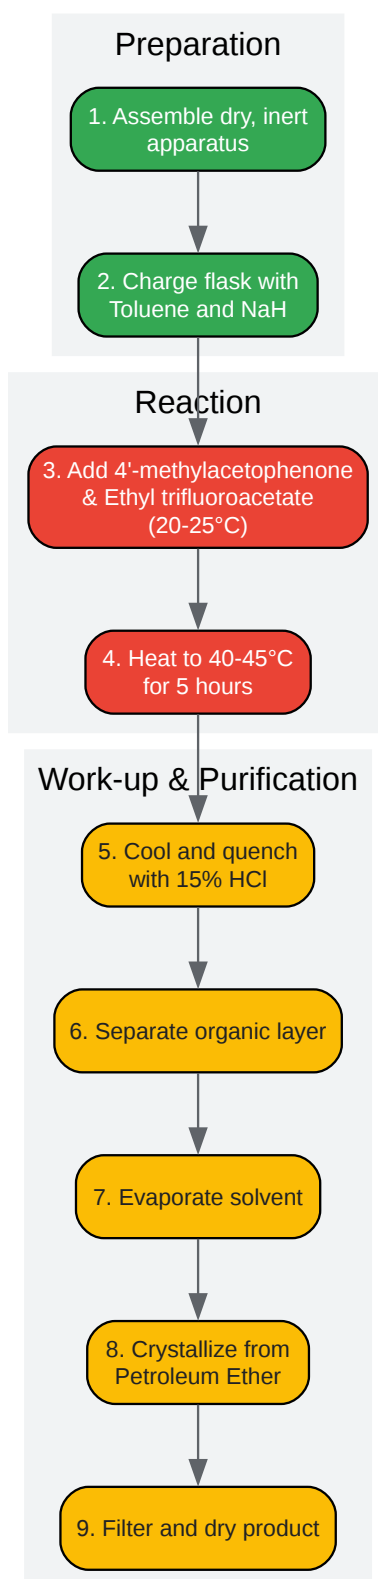 Preparation
1. Assemble dry, inert
apparatus
2. Charge flask with
Toluene and NaH
Reaction
3. Add 4'-methylacetophenone
& Ethyl trifluoroacetate
(20-25°C)
4. Heat to 40-45°C
for 5 hours
Work-up & Purification
5. Cool and quench
with 15% HCl
6. Separate organic layer
7. Evaporate solvent
8. Crystallize from
Petroleum Ether
9. Filter and dry product